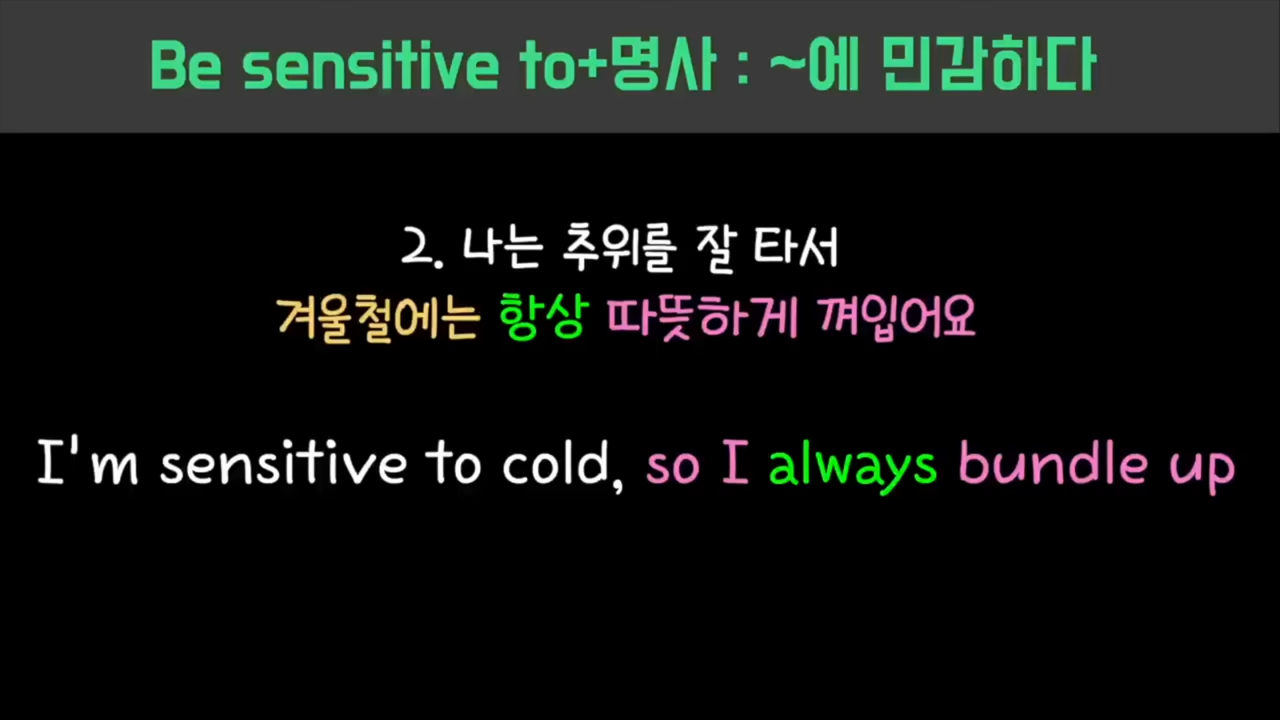 Be sensitive to+명사 : ~에 민감하다
2. 나는 추위를 잘 타서
겨울철에는 항상 따뜻하게 껴입어요
I'm sensitive to cold, so I always bundle up